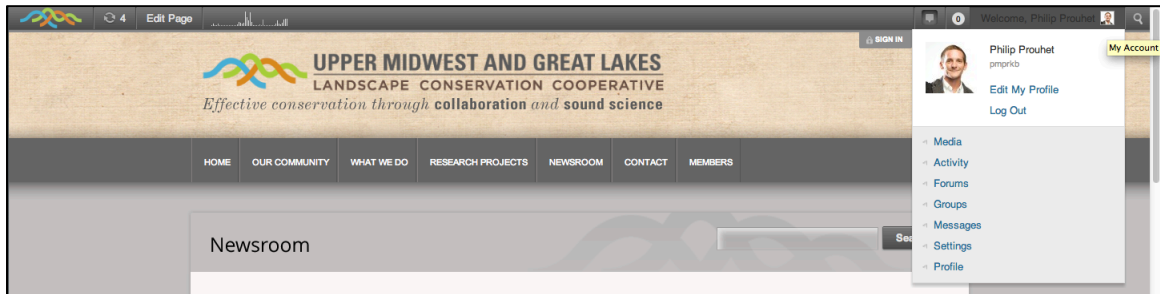 4 Edit Page 0 Welcome, Philip Prouhet
SIGN IN
UPPER MIDWEST AND GREAT LAKES
LANDSCAPE CONSERVATION COOPERATIVE
Effective conservation through collaboration and sound science
Philip Prouhet
pmprkb
Edit My Profile
Log Out
My Account
HOME OUR COMMUNITY WHAT WE DO RESEARCH PROJECTS NEWSROOM CONTACT MEMBERS
Media
Activity
Forums
Groups
Messages
Settings
Profile
Newsroom
Sea